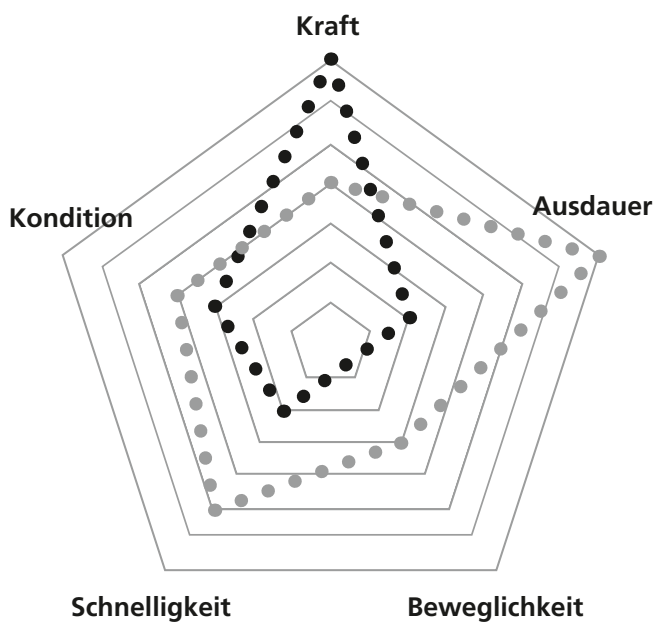 Kraft
Ausdauer
Kondition
Schnelligkeit
Beweglichkeit